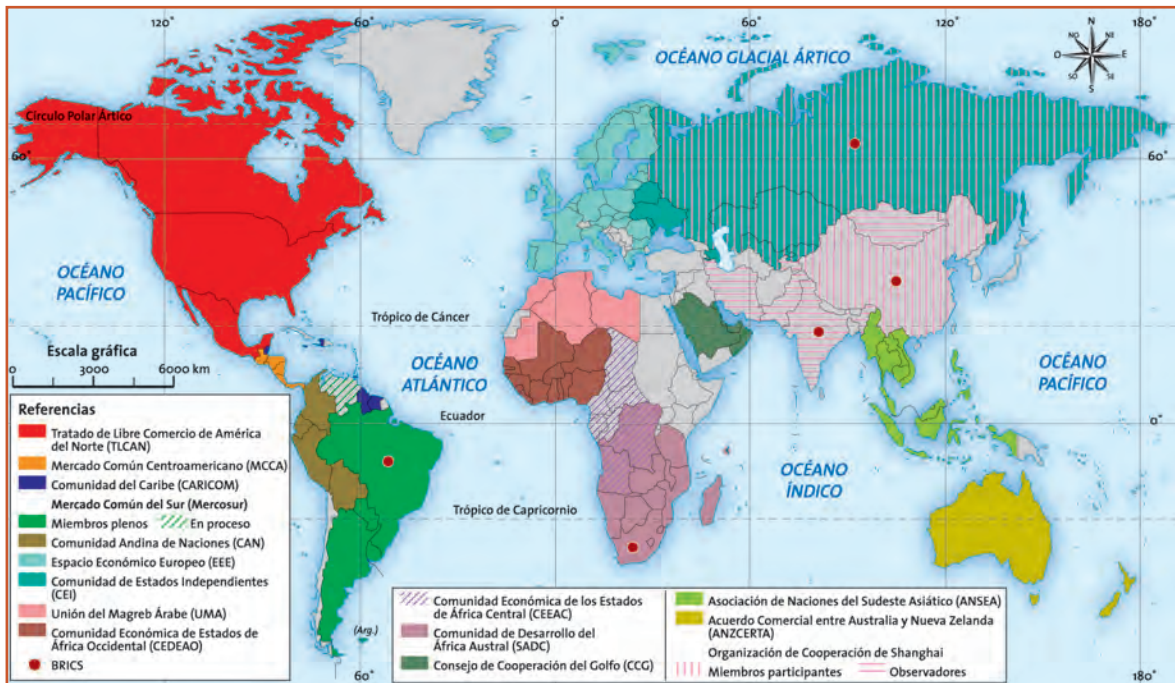 120°
60°
0°
60°
120°
180°
N
NO
NE
O
E
SO
SE
S
OCÉANO GLACIAL ÁRTICO
Círculo Polar Ártico
60°
60°
OCÉANO
PACÍFICO
Trópico de Cáncer
Escala gráfica
0
3000
6000 km
OCÉANO
ATLÁNTICO
OCÉANO
PACÍFICO
Ecuador
0°
OCÉANO
ÍNDICO
Trópico de Capricornio
(Arg.)
60°
180°
Referencias
Tratado de Libre Comercio de América
del Norte (TLCAN)
Mercado Común Centroamericano (MCCA)
Comunidad del Caribe (CARICOM)
Mercado Común del Sur (Mercosur)
Miembros plenos En proceso
Comunidad Andina de Naciones (CAN)
Espacio Económico Europeo (EEE)
Comunidad de Estados Independientes
(CEI)
Unión del Magreb Árabe (UMA)
Comunidad Económica de Estados de
África Occidental (CEDEAO)
BRICS
Comunidad Económica de los Estados
de África Central (CEEAC)
Comunidad de Desarrollo del
África Austral (SADC)
Consejo de Cooperación del Golfo (CCG)
Asociación de Naciones del Sudeste Asiático (ANSEA)
Acuerdo Comercial entre Australia y Nueva Zelanda
(ANZCERTA)
Organización de Cooperación de Shanghai
Miembros participantes Observadores